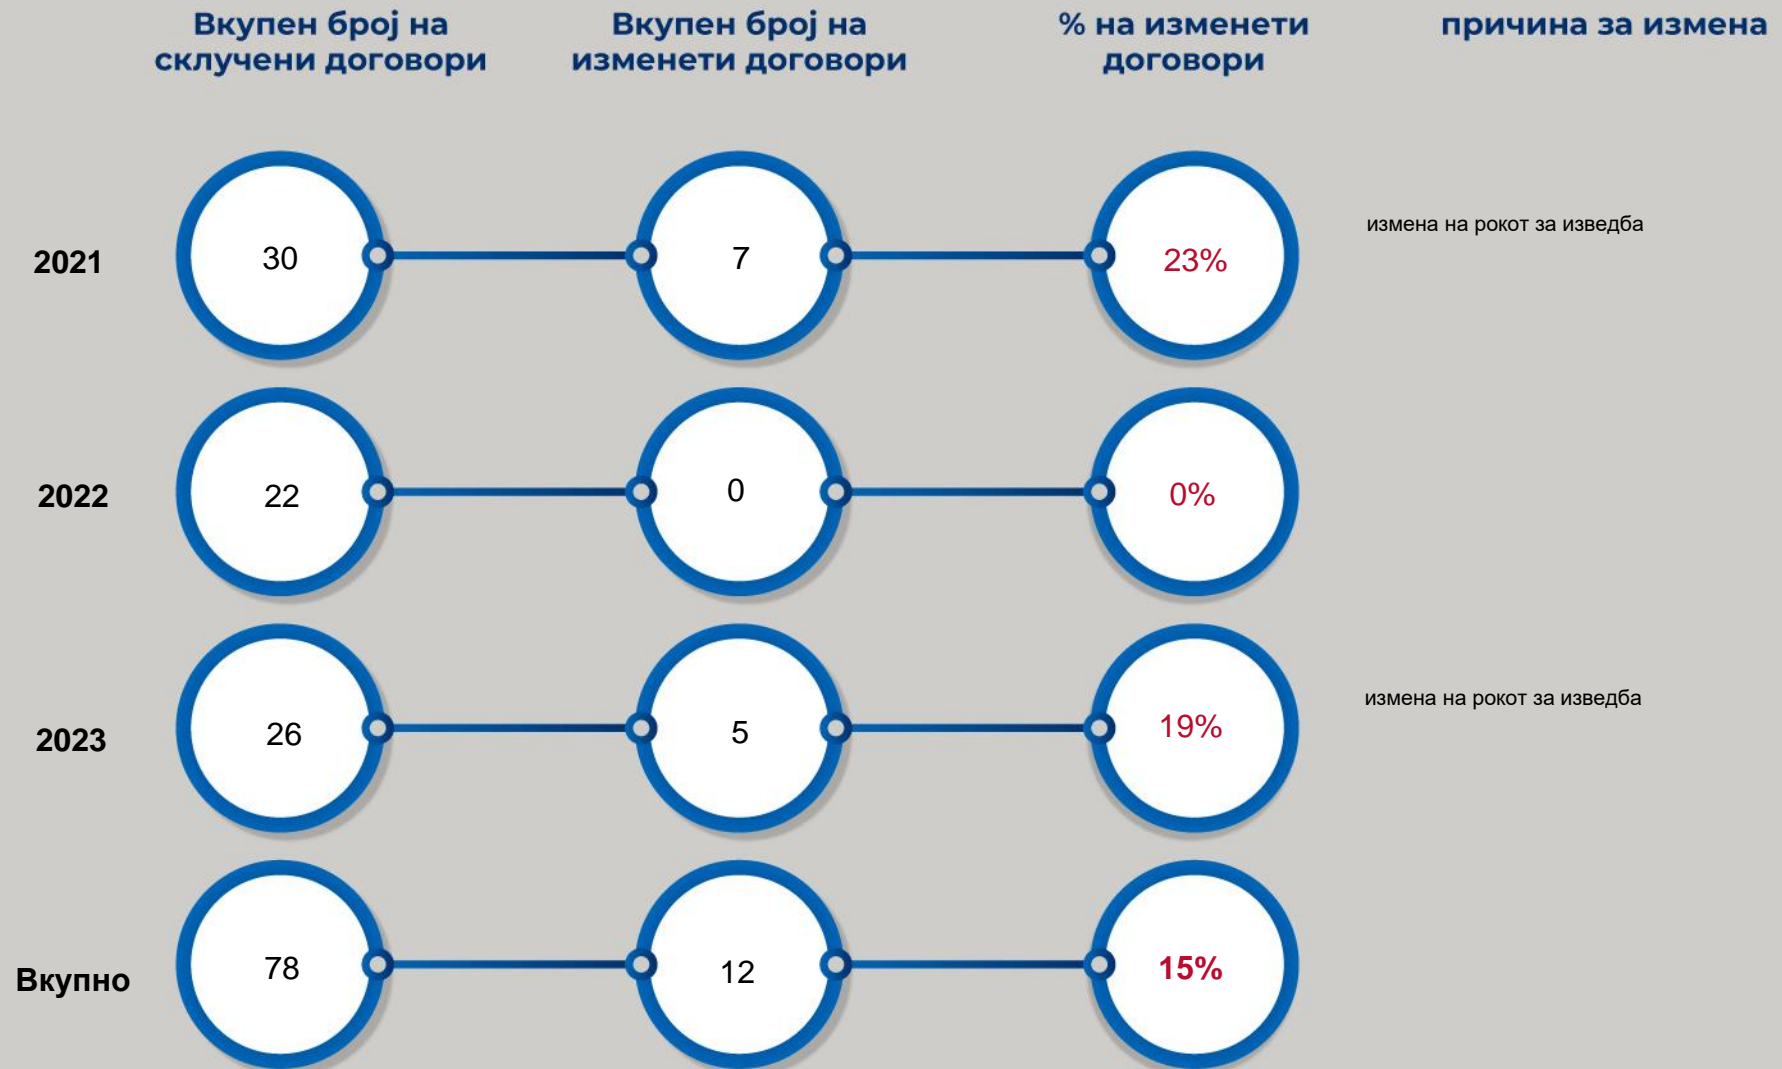 Вкупен број на
склучени договори
Вкупен број на
изменети договори
% на изменети
договори
причина за измена
2021
30
7
23%
измена на рокот за изведба
2022
22
0
0%
2023
26
5
19%
измена на рокот за изведба
Вкупно
78
12
15%